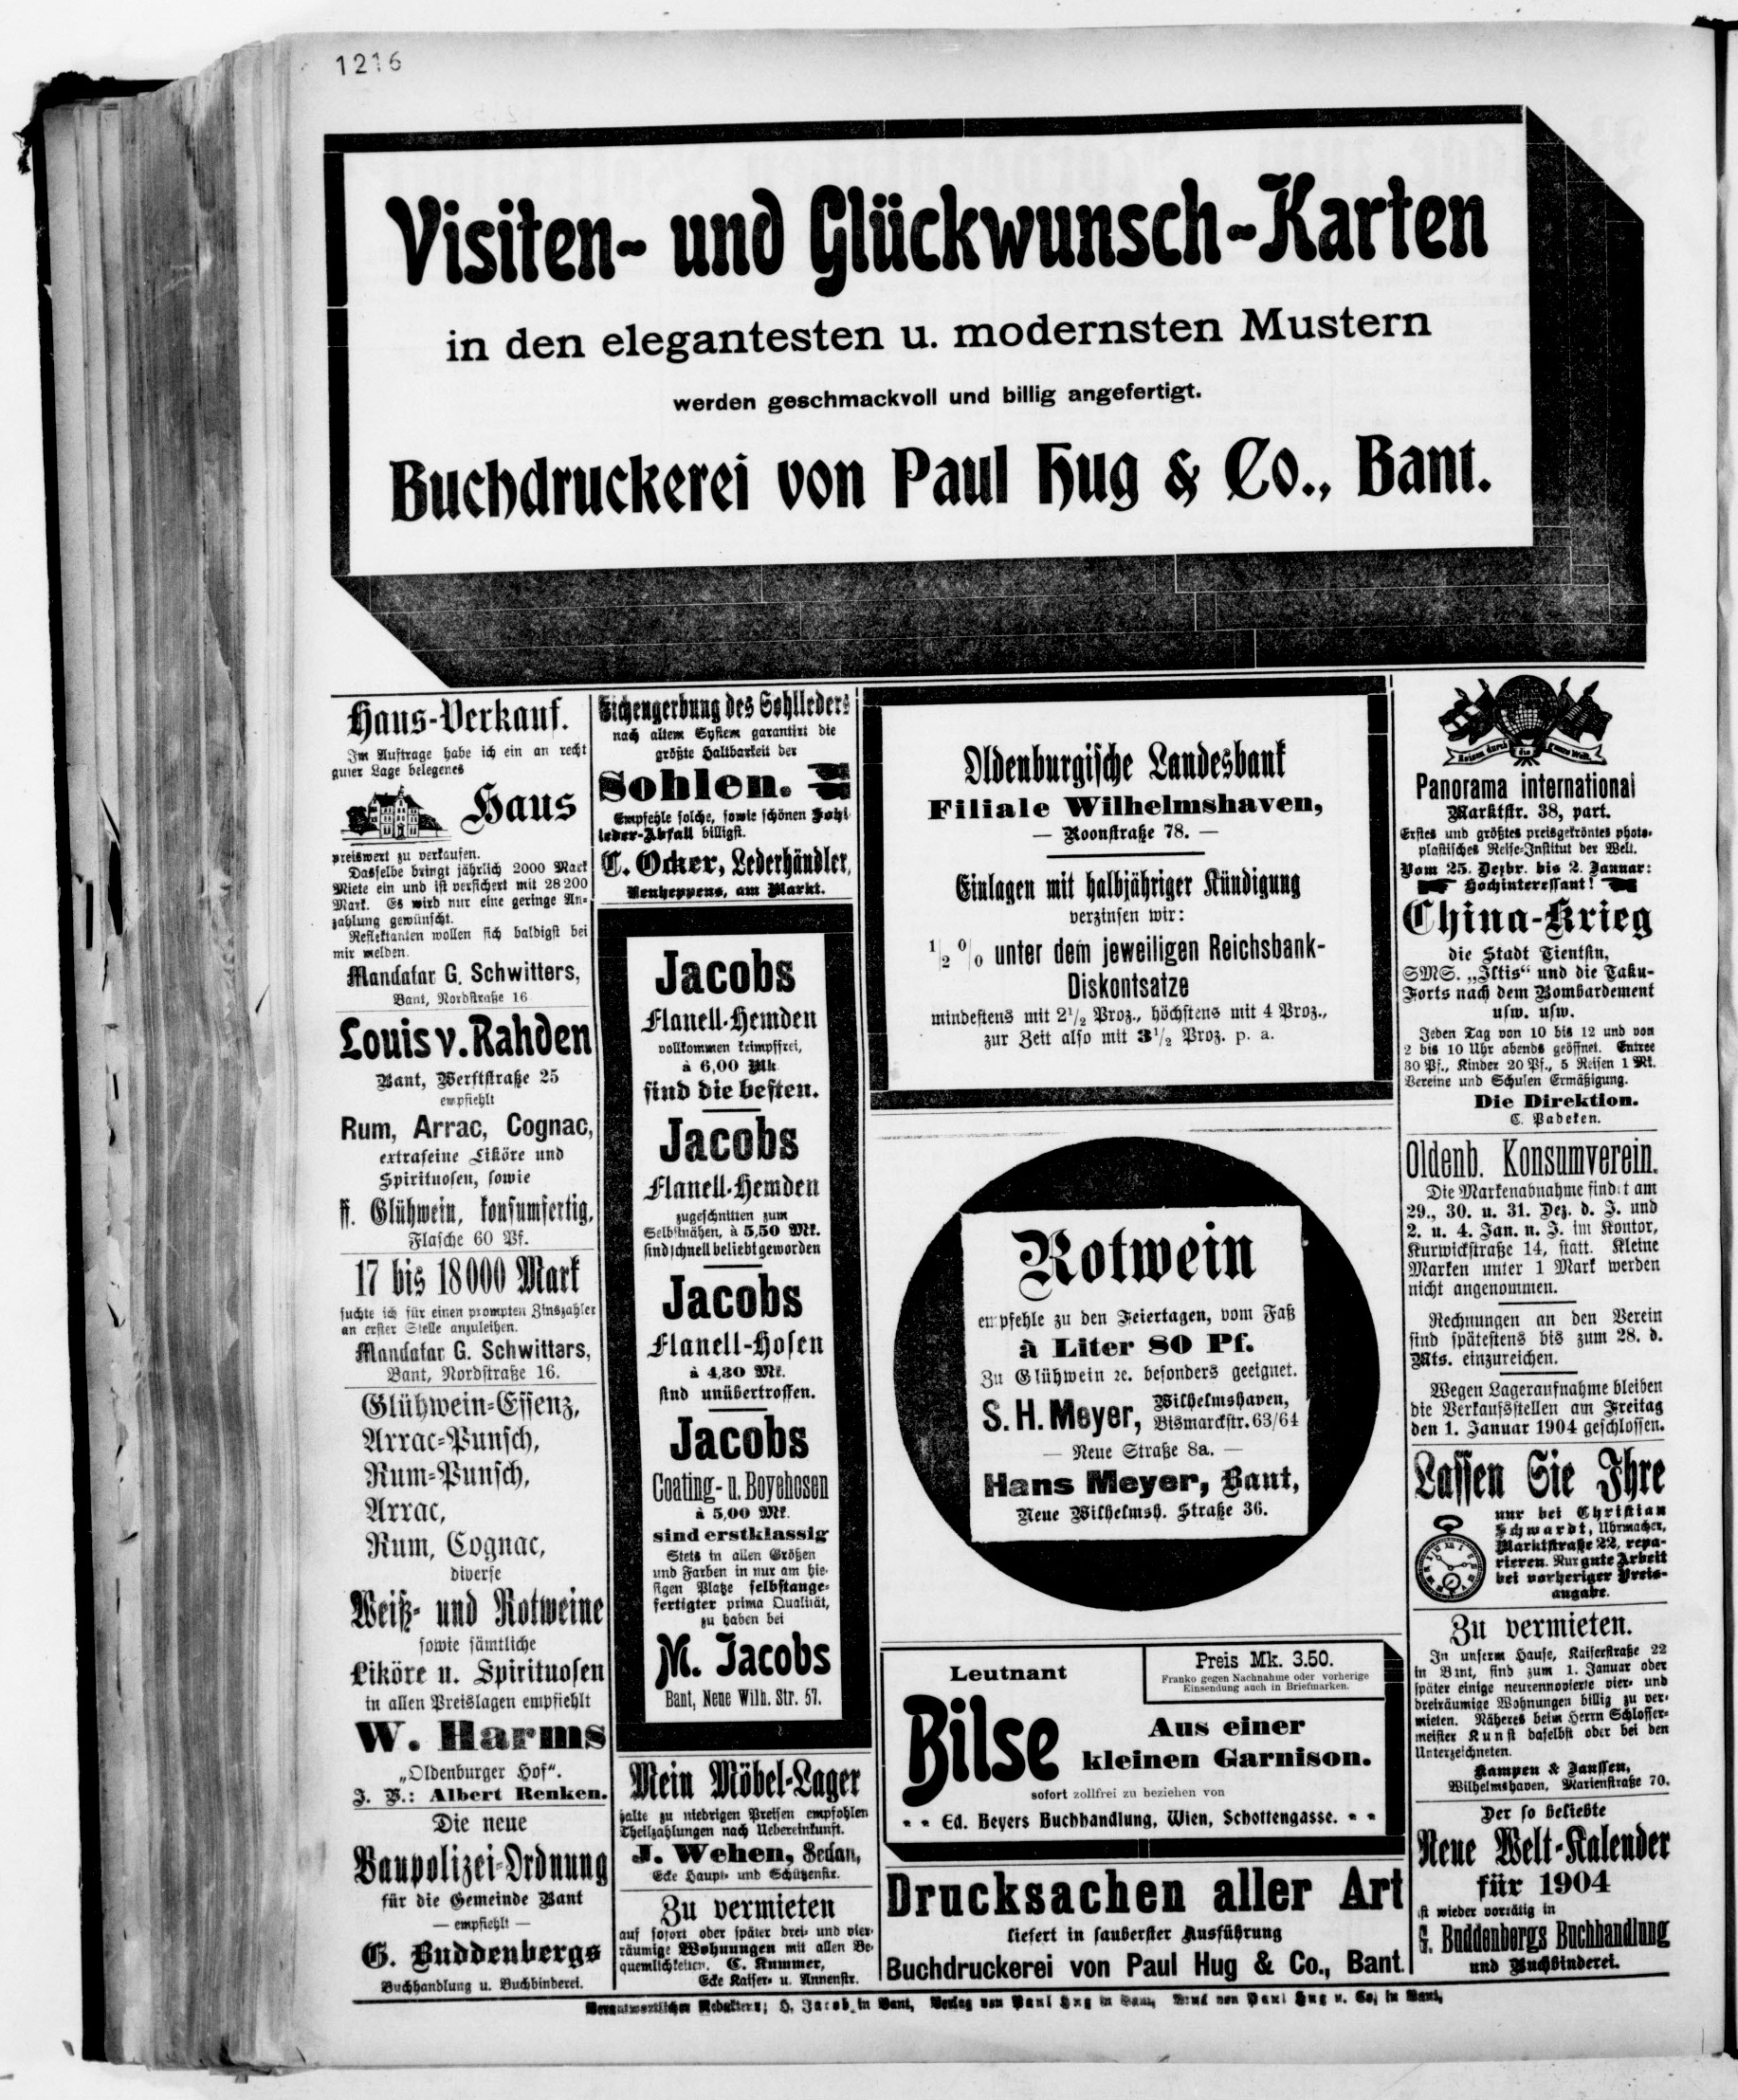 1216
Visiten- und Glückwunsch-Karten
in den elegantesten u. modernsten Mustern
werden geschmackvoll und billig angefertigt.
Buchdruckerei von Paul Hug & Co., Bant.
Haus-Verkauf.
Im Auftrage habe ich ein an recht
guter Lage belegenes
Haus
preiswert zu verkaufen.
Dasselbe bringt jährlich 2000 Mark
Miete ein und ist versichert mit 28 200
Mark. Es wird nur eine geringe An-
zahlung gewünscht.
Reflektanten wollen sich baldigst bei
mir melden.
Mandatar G. Schwitters,
Bant, Nordstraße 16
Louis v. Rahden
Bant, Werftstraße 25
empfiehlt
Rum, Arrac, Cognac,
extrafeine Liköre und
Spirituosen, sowie
ff. Glühwein, konsumfertig,
Flasche 60 Pf.
17 bis 18000 Mark
suchte ich für einen prompten Zinszahler
an erster Stelle anzuleihen.
Mandatar G. Schwittars,
Bant, Nordstraße 16.
Glühwein-Essenz,
Arrac-Punsch,
Rum-Punsch,
Arrac,
Rum, Cognac,
diverse
Weiß- und Rotweine
sowie sämtliche
Liköre u. Spirituosen
in allen Preislagen empfiehlt
W. Harms
„Oldenburger Hof“.
J. V.: Albert Renken.
Die neue
Baupolizei-Ordnung
für die Gemeinde Bant
— empfiehlt —
G. Buddenbergs
Buchhandlung u. Buchbinderei.
Eichengerbung des Sohlleders
nach altem System garantirt die
größte Haltbarkeit der
Sohlen.
Empfehle solche, sowie schönen Sohl
leder-Abfall billigst.
C. Ocker, Lederhändler,
Neuheppens, am Markt.
Jacobs
Flanell-Hemden
vollkommen krimpffrei,
à 6,00 Mk
sind die besten.
Jacobs
Flanell-Hemden
zugeschnitten zum
Selbstnähen, à 5,50 Mk.
sind schnell beliebt geworden
Jacobs
Flanell-Hosen
à 4,30 Mk.
sind unübertroffen.
Jacobs
Coating- u. Boyehosen
à 5,00 Mk.
sind erstklassig
Stets in allen Größen
und Farben in nur am hie-
sigen Platze selbstange-
fertigter prima Qualität,
zu haben bei
M. Jacobs
Bant, Neue Wilh. Str. 57.
Mein Möbel-Lager
halte zu niebrigen Preisen empfohlen
Theilzahlungen nach Uebereinkunft.
J. Wehen, Sedan,
Ecke Haupt- und Schützenstr.
Zu vermieten
auf sofort oder später drei- und vier-
räumige Wohnungen mit allen Be-
quemlichkeiten. C. Kummer,
Ecke Kaiser- u. Annenstr.
Oldenburgische Landesbank
Filiale Wilhelmshaven,
— Roonstraße 78. —
Einlagen mit halbjähriger Kündigung
verzinsen wir:
1/2 0/0 unter dem jeweiligen Reichsbank-
Diskontsatze
mindestens mit 2 1/2 Proz., höchstens mit 4 Proz.,
zur Zeit also mit 3 1/2 Proz. p. a.
Rotwein
empfehle zu den Feiertagen, vom Faß
à Liter 80 Pf.
Zu Glühwein ꝛc. besonders geeignet.
S. H. Meyer, Wilhelmshaven,
Bismarckstr. 63/64
— Neue Straße 8a. —
Hans Meyer, Bant,
Neue Wilhelmsh. Straße 36.
Leutnant
Preis Mk. 3.50.
Franko gegen Nachnahme oder vorherige
Einsendung auch in Briefmarken.
Bilse
Aus einer
kleinen Garnison.
sofort zollfrei zu beziehen von
Ed. Beyers Buchhandlung, Wien, Schottengasse.
Drucksachen aller Art
liefert in sauberster Ausführung
Buchdruckerei von Paul Hug & Co., Bant.
Reisen durch die ganze Welt.
Panorama international
Marktstr. 38, part.
Erstes und größtes preisgekröntes photo-
plastisches Reise-Institut der Welt.
Vom 25. Dezbr. bis 2. Januar:
Hochinteressant!
China-Krieg
die Stadt Tientsin,
SMS. „Iltis“ und die Taku-
Forts nach dem Bombardement
usw. usw.
Jeden Tag von 10 bis 12 und von
2 bis 10 Uhr abends geöffnet. Entree
30 Pf., Kinder 20 Pf., 5 Reisen 1 Mk.
Vereine und Schulen Ermäßigung.
Die Direktion.
C. Padeken.
Oldenb. Konsumverein.
Die Markenabnahme findet am
29., 30. u. 31. Dez. d. J. und
2. u. 4. Jan. n. J. im Kontor,
Kurwickstraße 14, statt. Kleine
Marken unter 1 Mark werden
nicht angenommen.
Rechnungen an den Verein
sind spätestens bis zum 28. d.
Mts. einzureichen.
Wegen Lageraufnahme bleiben
die Verkaufsstellen am Freitag
den 1. Januar 1904 geschlossen.
Lassen Sie Ihre
nur bei Christian
Schwardt, Uhrmacher,
Marktstraße 22, repa-
rieren. Nur gute Arbeit
bei vorheriger Preis-
angabe.
Zu vermieten.
In unserm Hause, Kaiserstraße 22
in Bant, sind zum 1. Januar oder
später einige neurennovierte vier- und
dreiräumige Wohnungen billig zu ver-
mieten. Näheres beim Herrn Schlosser-
meister Kunst daselbst oder bei den
Unterzeichneten.
Kampen & Janssen,
Wilhelmshaven, Marienstraße 70.
Der so beliebte
Neue Welt-Kalender
für 1904
ist wieder vorrätig in
G. Buddenbergs Buchhandlung
und Buchbinderei.
Verantwortlicher Redakteur: H. Jacob in Bant, Verlag von Paul Hug in Bant, Druck von Paul Hug u. Co, in Bant,